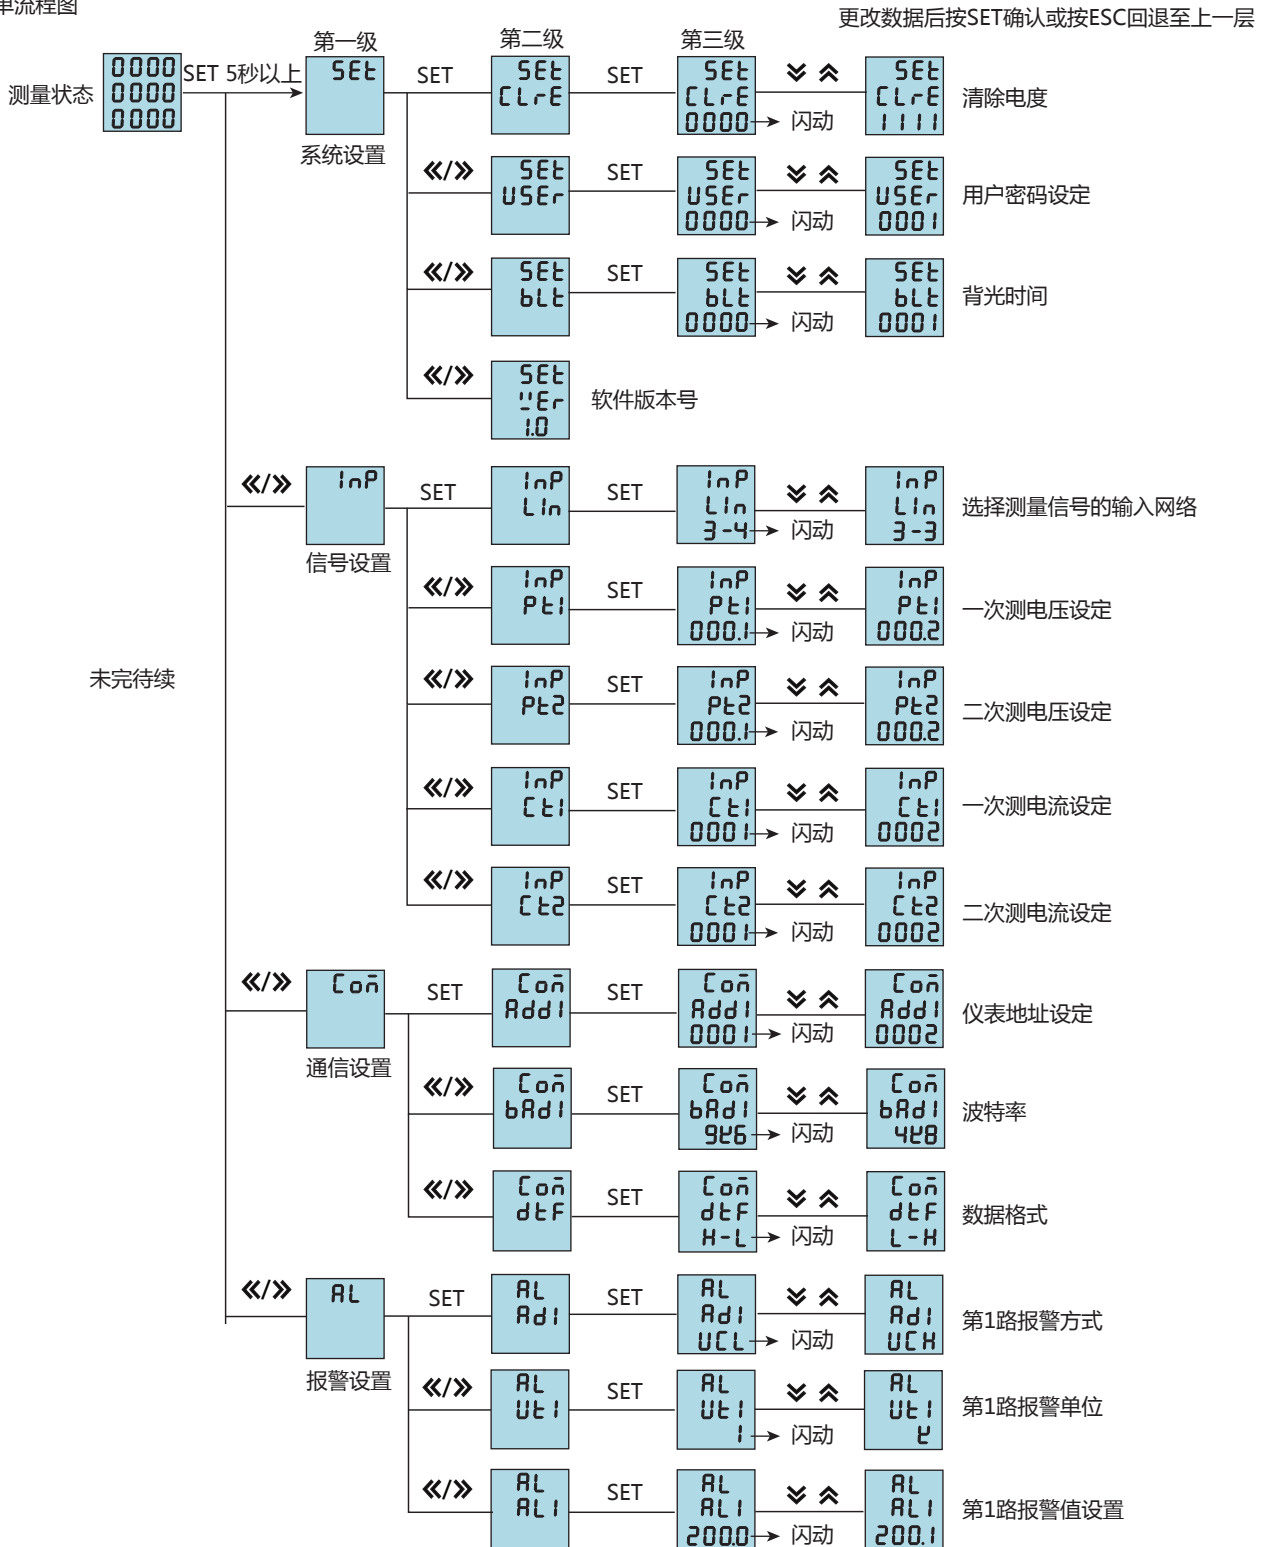 单流程图
更改数据后按SET确认或按ESC回退至上一层
第一级
第二级
第三级
测量状态
0000
0000
0000
SET 5秒以上
SEt
系统设置
SET
SEt
CLrE
SET
SEt
CLrE
0000
闪动
SEt
CLrE
1111
清除电度
«/»
SEt
USEr
SET
SEt
USEr
0000
闪动
SEt
USEr
0001
用户密码设定
«/»
SEt
bLt
SET
SEt
bLt
0000
闪动
SEt
bLt
0001
背光时间
«/»
SEt
VEr
1.0
软件版本号
«/»
InP
信号设置
SET
InP
LIn
SET
InP
LIn
3-4
闪动
InP
LIn
3-3
选择测量信号的输入网络
«/»
InP
Pt1
SET
InP
Pt1
000.1
闪动
InP
Pt1
000.2
一次测电压设定
未完待续
«/»
InP
Pt2
SET
InP
Pt2
000.1
闪动
InP
Pt2
000.2
二次测电压设定
«/»
InP
Ct1
SET
InP
Ct1
0001
闪动
InP
Ct1
0002
一次测电流设定
«/»
InP
Ct2
SET
InP
Ct2
0001
闪动
InP
Ct2
0002
二次测电流设定
«/»
Com
通信设置
SET
Com
Add1
SET
Com
Add1
0001
闪动
Com
Add1
0002
仪表地址设定
«/»
Com
bAd1
SET
Com
bAd1
9K6
闪动
Com
bAd1
4K8
波特率
«/»
Com
dtF
SET
Com
dtF
H-L
闪动
Com
dtF
L-H
数据格式
«/»
AL
报警设置
SET
AL
Ad1
SET
AL
Ad1
UCL
闪动
AL
Ad1
UCH
第1路报警方式
«/»
AL
Ut1
SET
AL
Ut1
1
闪动
AL
Ut1
K
第1路报警单位
«/»
AL
AL1
SET
AL
AL1
200.0
闪动
AL
AL1
200.1
第1路报警值设置